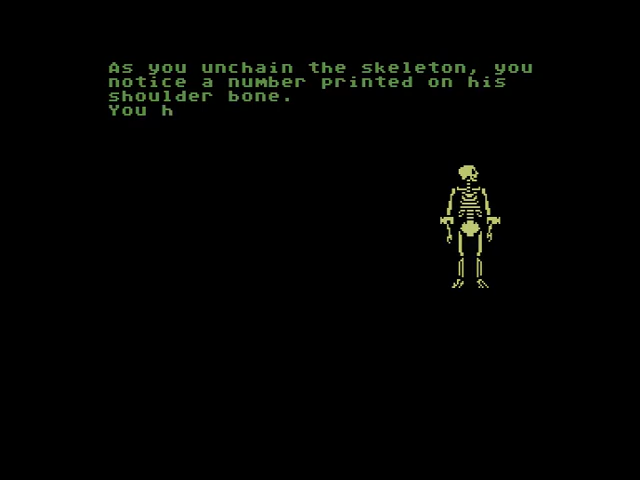 As you unchain the skeleton, you
notice a number printed on his
shoulder bone.
You h